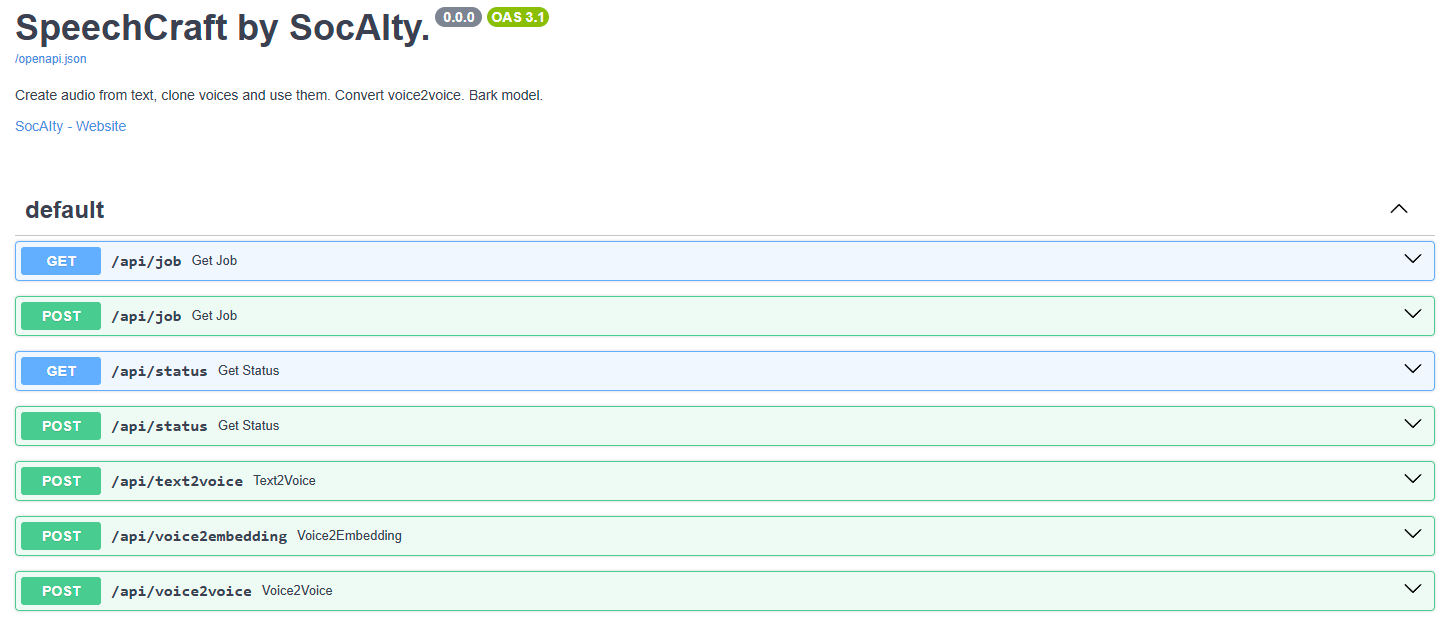 SpeechCraft by SocAIty. 0.0.0 OAS 3.1
/openapi.json
Create audio from text, clone voices and use them. Convert voice2voice. Bark model.
SocAIty - Website
default
GET /api/job Get Job
POST /api/job Get Job
GET /api/status Get Status
POST /api/status Get Status
POST /api/text2voice Text2Voice
POST /api/voice2embedding Voice2Embedding
POST /api/voice2voice Voice2Voice